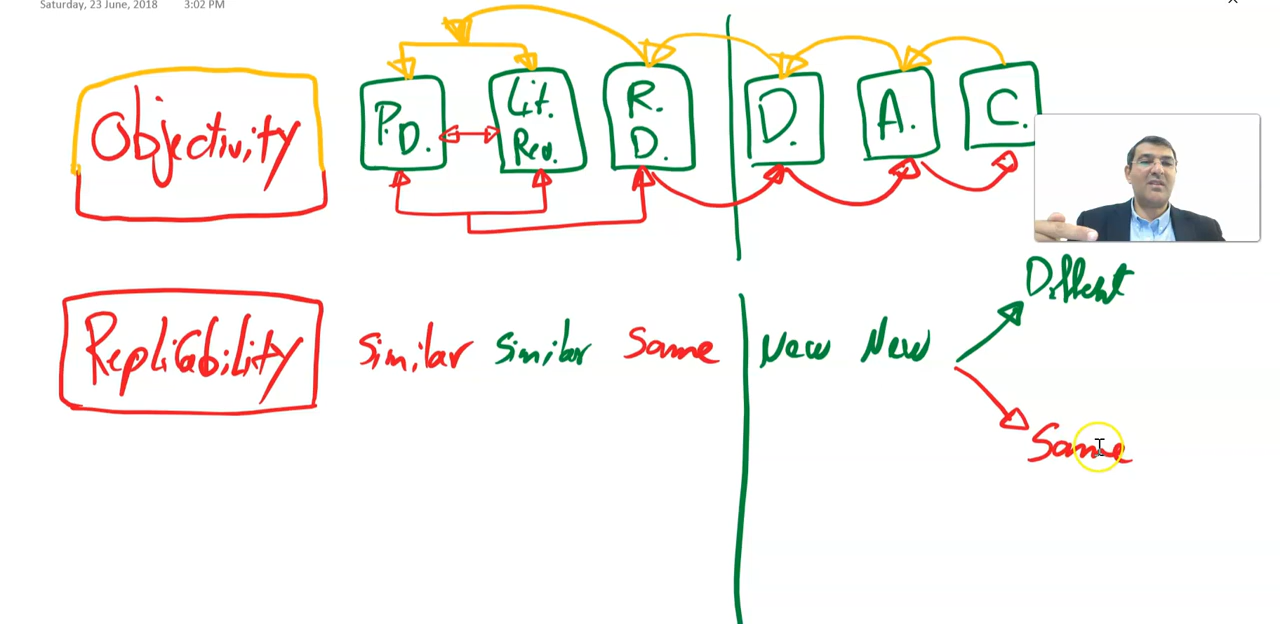 Saturday, 23 June, 2018 3:02 PM
Objectivity
P.D.
Lit.
Rev.
R.
D.
D.
A.
C.
Replicability
Similar Similar Same New New
Different
Same